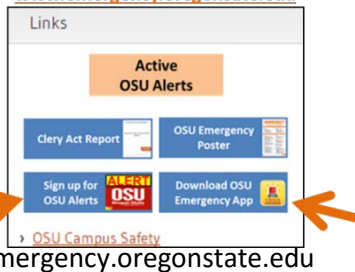 Links
Active
OSU Alerts
Clery Act Report
OSU Emergency
Poster
Sign up for
OSU Alerts
ALERT
OSU
Download OSU
Emergency App
› OSU Campus Safety
mergency.oregonstate.edu